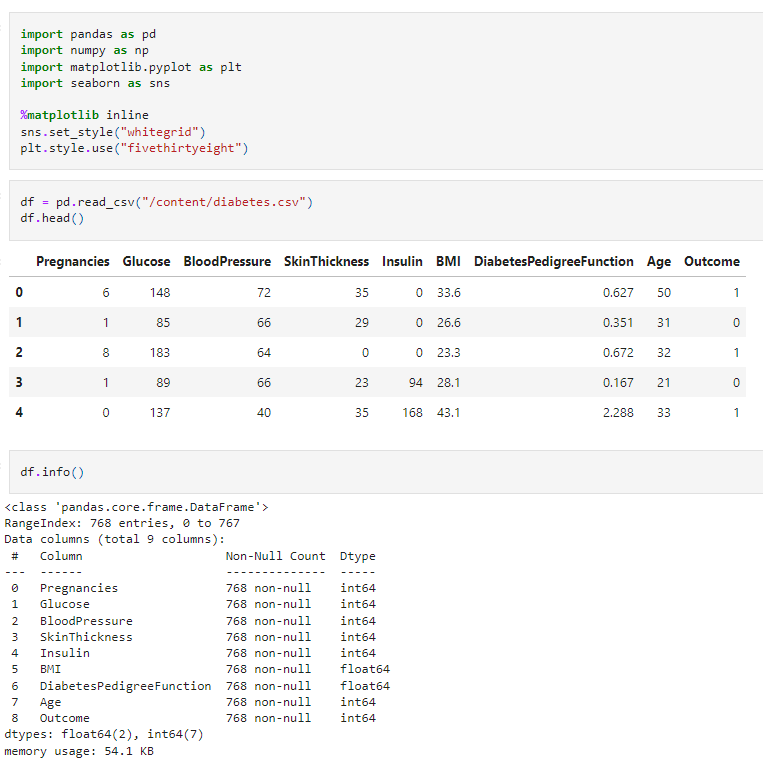 import pandas as pd
import numpy as np
import matplotlib.pyplot as plt
import seaborn as sns
%matplotlib inline
sns.set_style("whitegrid")
plt.style.use("fivethirtyeight")
df = pd.read_csv("/content/diabetes.csv")
df.head()
Pregnancies Glucose BloodPressure SkinThickness Insulin BMI DiabetesPedigreeFunction Age Outcome
0 6 148 72 35 0 33.6 0.627 50 1
1 1 85 66 29 0 26.6 0.351 31 0
2 8 183 64 0 0 23.3 0.672 32 1
3 1 89 66 23 94 28.1 0.167 21 0
4 0 137 40 35 168 43.1 2.288 33 1
df.info()
<class 'pandas.core.frame.DataFrame'>
RangeIndex: 768 entries, 0 to 767
Data columns (total 9 columns):
 #   Column                    Non-Null Count  Dtype
---  ------                    --------------  -----
 0   Pregnancies               768 non-null    int64
 1   Glucose                   768 non-null    int64
 2   BloodPressure             768 non-null    int64
 3   SkinThickness             768 non-null    int64
 4   Insulin                   768 non-null    int64
 5   BMI                       768 non-null    float64
 6   DiabetesPedigreeFunction  768 non-null    float64
 7   Age                       768 non-null    int64
 8   Outcome                   768 non-null    int64
dtypes: float64(2), int64(7)
memory usage: 54.1 KB